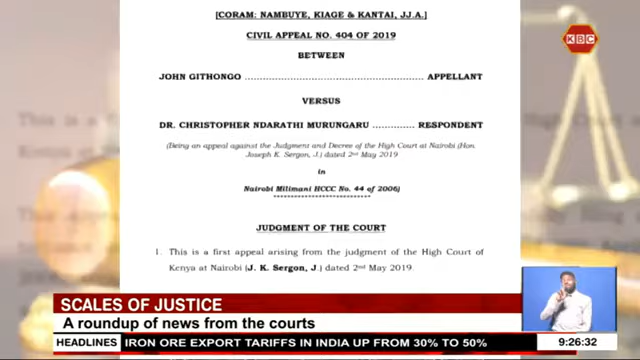 [CORAM: NAMBUYE, KIAGE & KANTAI, JJ.A.]
CIVIL APPEAL NO. 404 OF 2019
BETWEEN
JOHN GITHONGO ........................................................ APPELLANT
VERSUS
DR. CHRISTOPHER NDARATHI MURUNGARU ............. RESPONDENT
(Being an appeal against the Judgment and Decree of the High Court at Nairobi (Hon.
Joseph K. Sergon, J.) dated 2nd May 2019
in
Nairobi Milimani HCCC No. 44 of 2006)
************************************
JUDGMENT OF THE COURT
1. This is a first appeal arising from the judgment of the High Court of
Kenya at Nairobi (J. K. Sergon, J.) dated 2nd May 2019.
KBC
SCALES OF JUSTICE
A roundup of news from the courts
HEADLINES IRON ORE EXPORT TARIFFS IN INDIA UP FROM 30% TO 50% 9:26:32